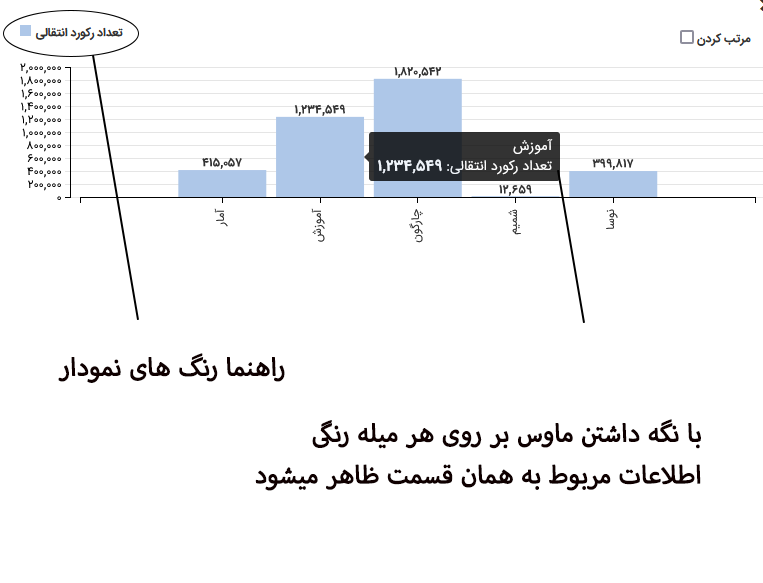 تعداد رکورد انتقالی
مرتب کردن
۲,۰۰۰,۰۰۰
۱,۸۰۰,۰۰۰
۱,۶۰۰,۰۰۰
۱,۴۰۰,۰۰۰
۱,۲۰۰,۰۰۰
۱,۰۰۰,۰۰۰
۸۰۰,۰۰۰
۶۰۰,۰۰۰
۴۰۰,۰۰۰
۲۰۰,۰۰۰
۰
۴۱۵,۰۵۷
۱,۲۳۴,۵۴۹
۱,۸۲۰,۵۴۲
۱۲,۶۵۹
۳۹۹,۸۱۷
آموزش
تعداد رکورد انتقالی: ۱,۲۳۴,۵۴۹
آمار
آموزش
چارگون
شمیم
نوسا
راهنما رنگ های نمودار
با نگه داشتن ماوس بر روی هر میله رنگی
اطلاعات مربوط به همان قسمت ظاهر میشود